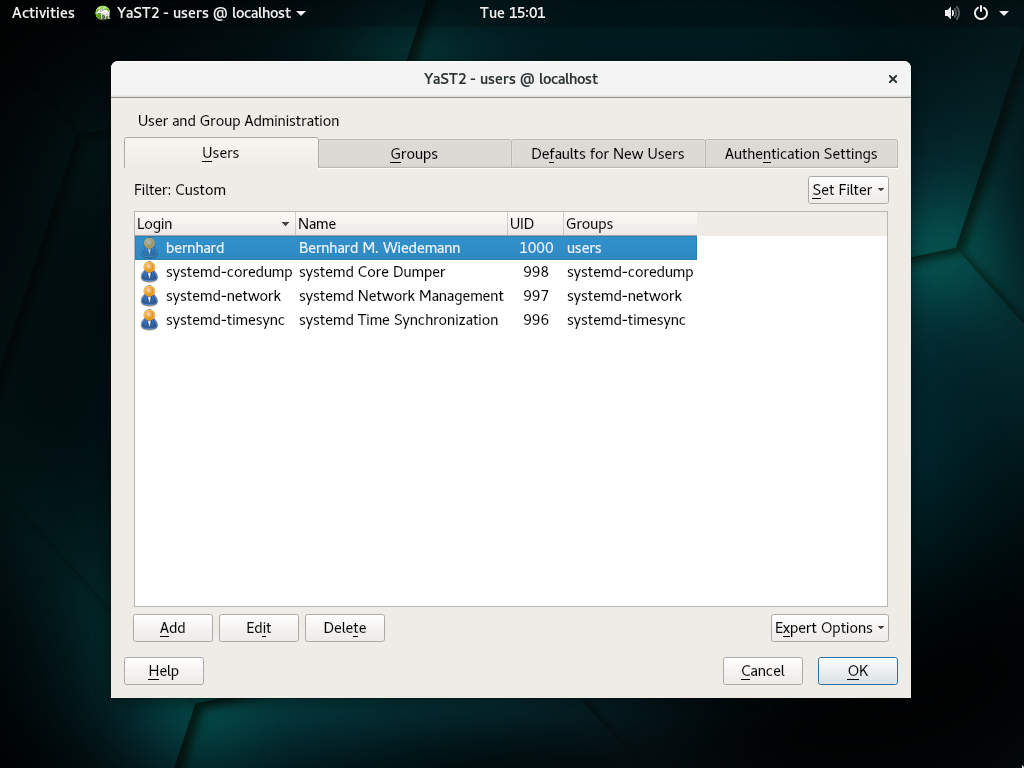 Activities YaST2 - users @ localhost Tue 15:01
YaST2 - users @ localhost
User and Group Administration
Users Groups Defaults for New Users Authentication Settings
Filter: Custom Set Filter
Login Name UID Groups
bernhard Bernhard M. Wiedemann 1000 users
systemd-coredump systemd Core Dumper 998 systemd-coredump
systemd-network systemd Network Management 997 systemd-network
systemd-timesync systemd Time Synchronization 996 systemd-timesync
Add Edit Delete Expert Options
Help Cancel OK